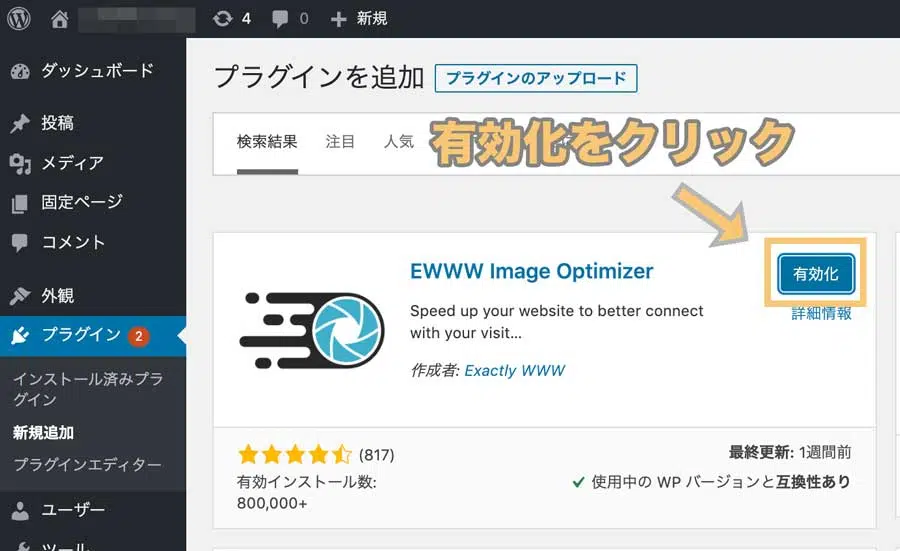 4 0 新規
ダッシュボード
投稿
メディア
固定ページ
コメント
外観
プラグイン 2
インストール済みプラ
グイン
新規追加
プラグインエディター
ユーザー
ツール
プラグインを追加 プラグインのアップロード
検索結果 注目 人気
有効化をクリック
EWWW Image Optimizer
有効化
詳細情報
Speed up your website to better connect
with your visit...
作成者: Exactly WWW
(817)
有効インストール数:
800,000+
最終更新: 1週間前
使用中の WP バージョンと互換性あり